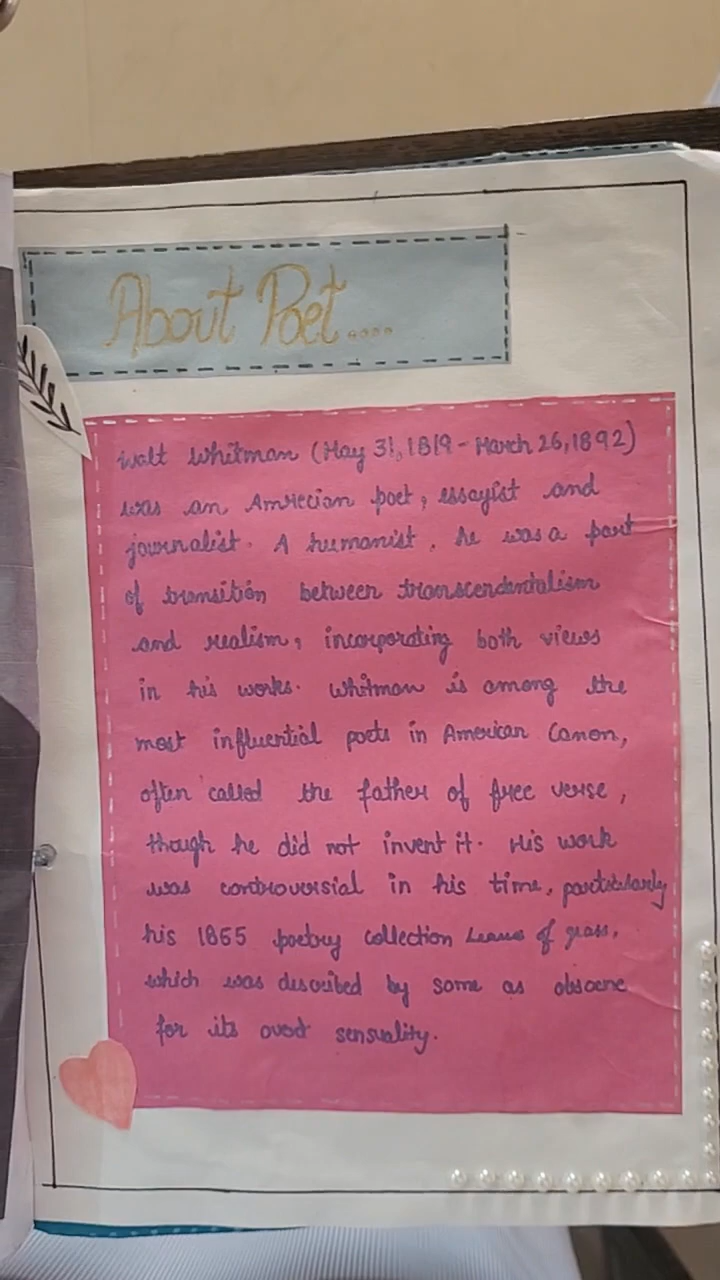 About Poet....
Walt Whitman (May 31, 1819 - March 26, 1892)
was an Amrecian poet, essayist and
journalist. A humanist, he was a part
of transition between transcendentalism
and realism, incorporating both views
in his works. Whitman is among the
most influential poets in American Canon,
often called the father of free verse,
though he did not invent it. His work
was controversial in his time, particularly
his 1865 poetry collection Leaves of grass,
which was described by some as obscene
for its overt sensuality.